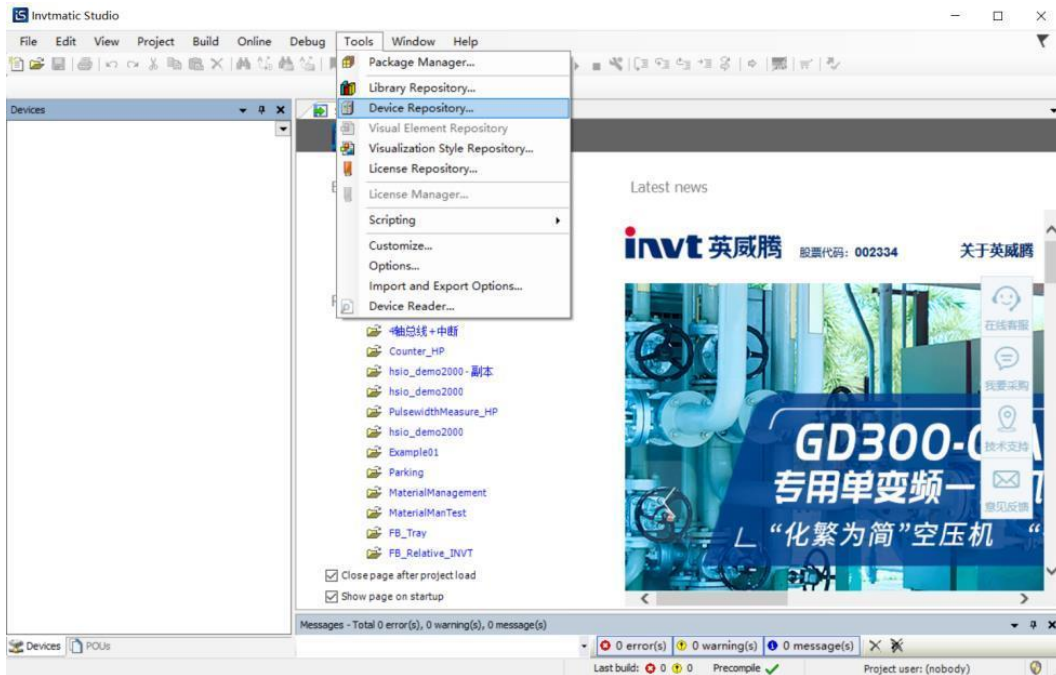 Invtmatic Studio
File Edit View Project Build Online Debug Tools Window Help
Package Manager...
Library Repository...
Device Repository...
Visual Element Repository
Visualization Style Repository...
License Repository...
License Manager...
Scripting
Customize...
Options...
Import and Export Options...
Device Reader...
Devices
Latest news
invt 英威腾 股票代码：002334 关于英威腾
在线客服
我要采购
技术支持
意见反馈
GD300-0
专用单变频一
“化繁为简”空压机 “
4轴总线+中断
Counter_HP
hsio_demo2000-副本
hsio_demo2000
PulsewidthMeasure_HP
hsio_demo2000
Example01
Parking
MaterialManagement
MaterialManTest
FB_Tray
FB_Relative_INVT
Close page after project load
Show page on startup
Messages - Total 0 error(s), 0 warning(s), 0 message(s)
0 error(s) 0 warning(s) 0 message(s)
Devices POUs
Last build: 0 0 Precompile Project user: (nobody)